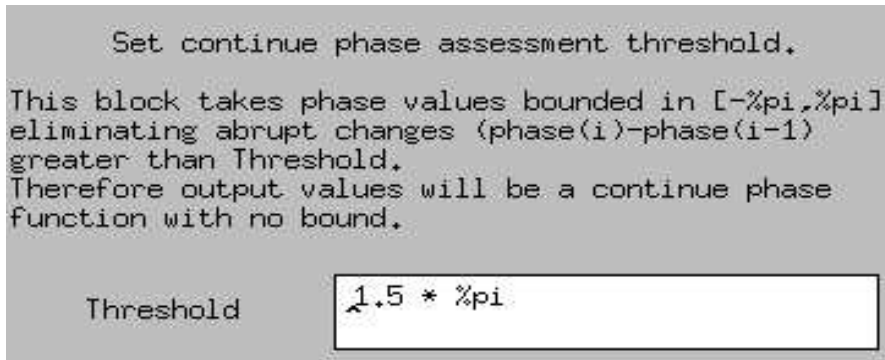 Set continue phase assessment threshold.
This block takes phase values bounded in [-%pi,%pi]
eliminating abrupt changes (phase(i)-phase(i-1)
greater than Threshold.
Therefore output values will be a continue phase
function with no bound.
Threshold 1.5 * %pi